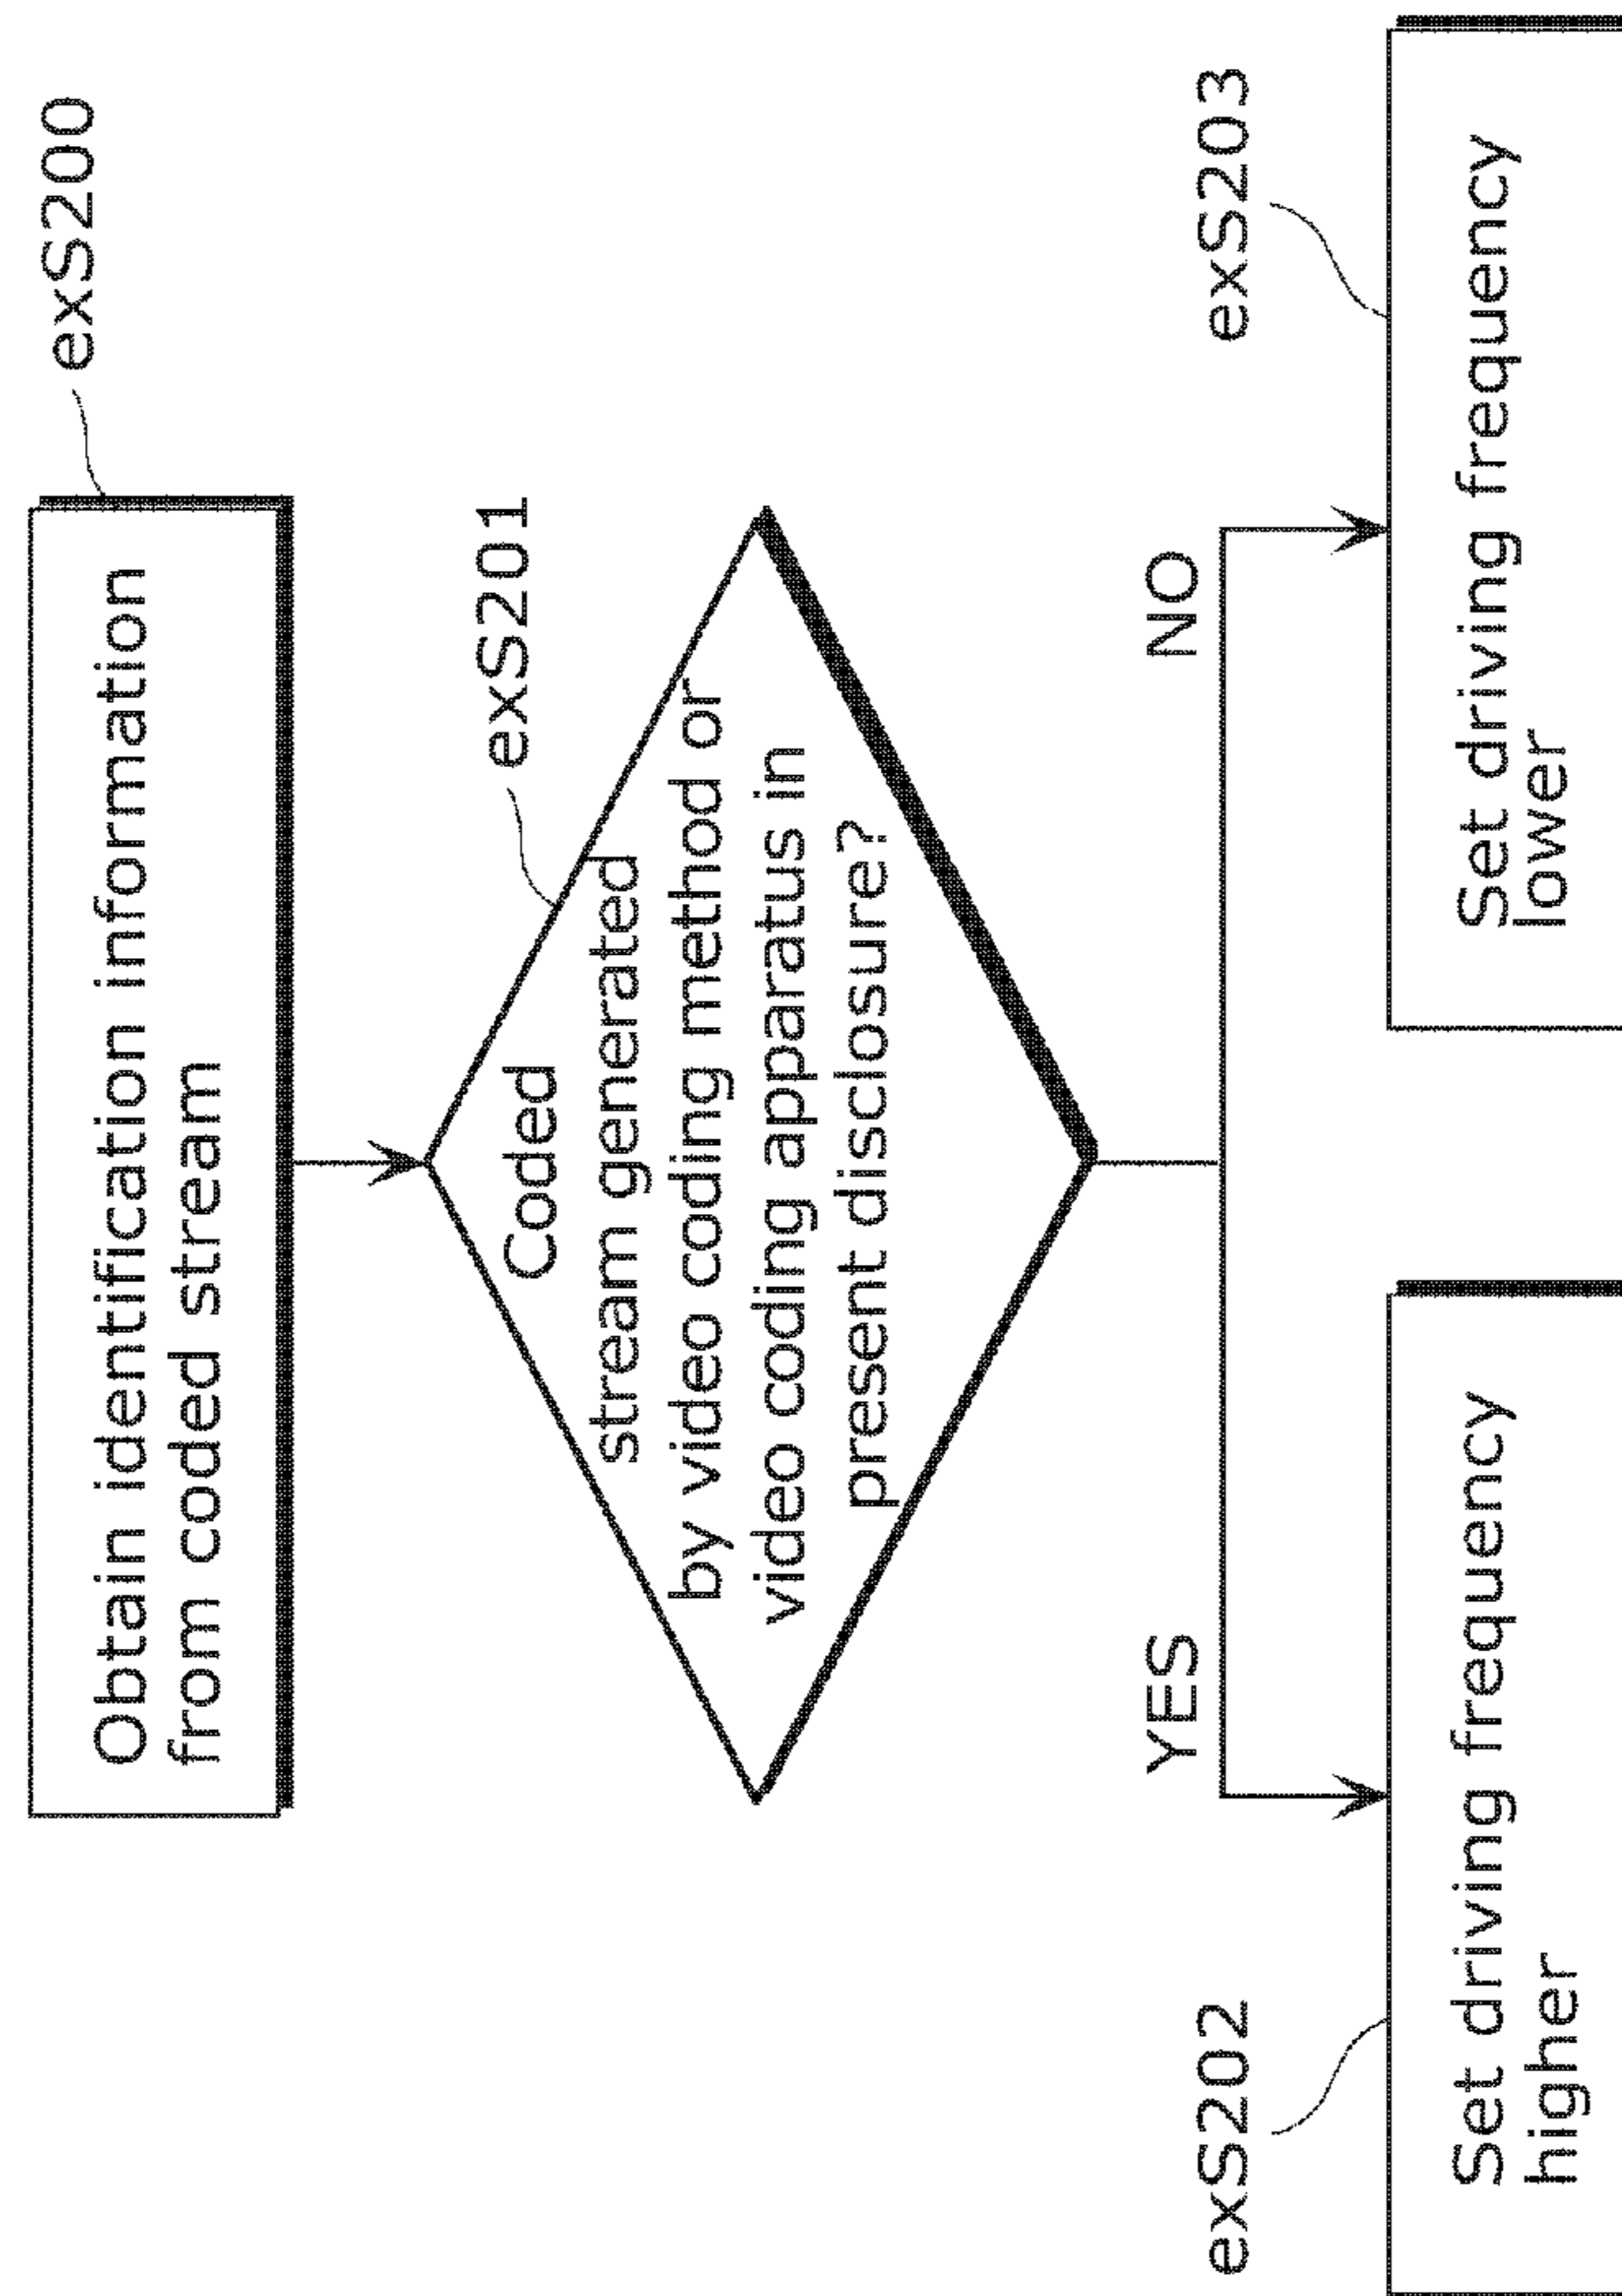 exS200
Obtain identification information
from coded stream
exS201
Coded
stream generated
by video coding method or
video coding apparatus in
present disclosure?
YES
NO
exS202
exS203
Set driving frequency
higher
Set driving frequency
lower